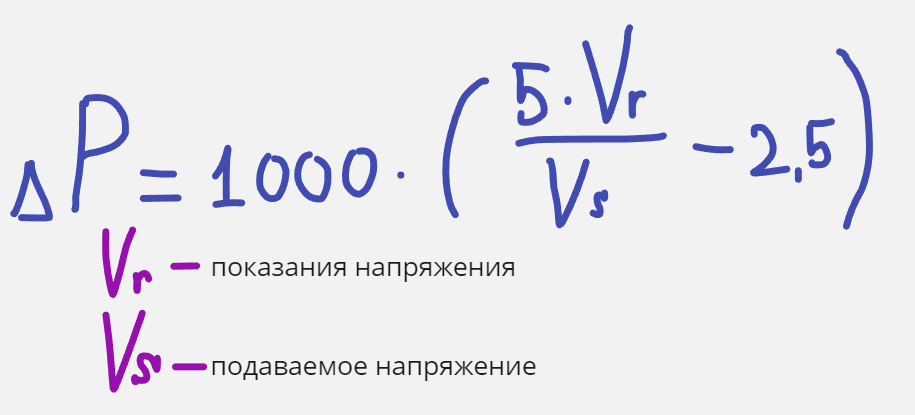 ΔP = 1000 · (5 · Vr / Vs − 2,5)
Vr — показания напряжения
Vs — подаваемое напряжение